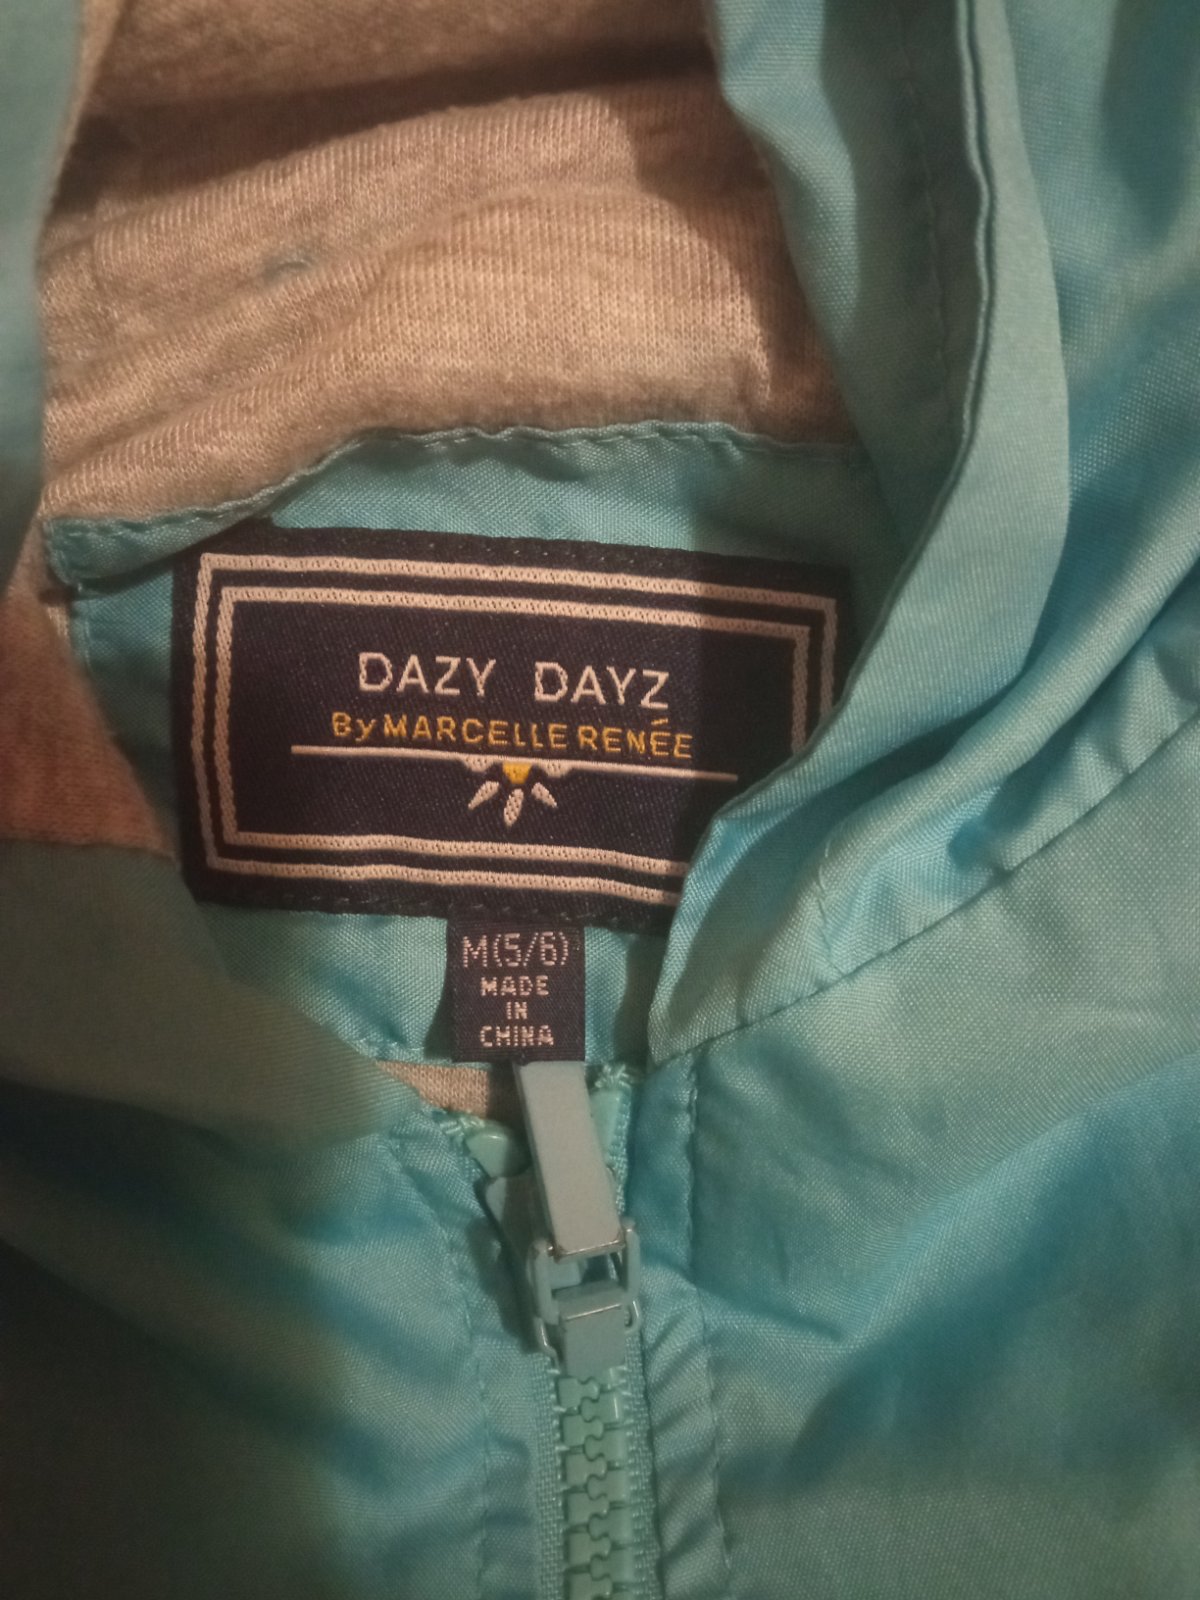 DAZY DAYZ
By MARCELLE RENÉE
M(5/6)
MADE
IN
CHINA